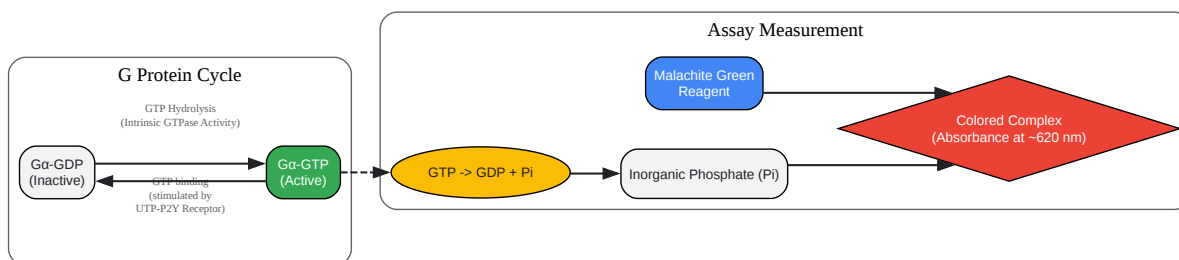 Assay Measurement
G Protein Cycle
Malachite Green
Reagent
GTP Hydrolysis
(Intrinsic GTPase Activity)
Colored Complex
(Absorbance at ~620 nm)
Gα-GDP
(Inactive)
Gα-GTP
(Active)
GTP -> GDP + Pi
Inorganic Phosphate (Pi)
GTP binding
(stimulated by
UTP-P2Y Receptor)